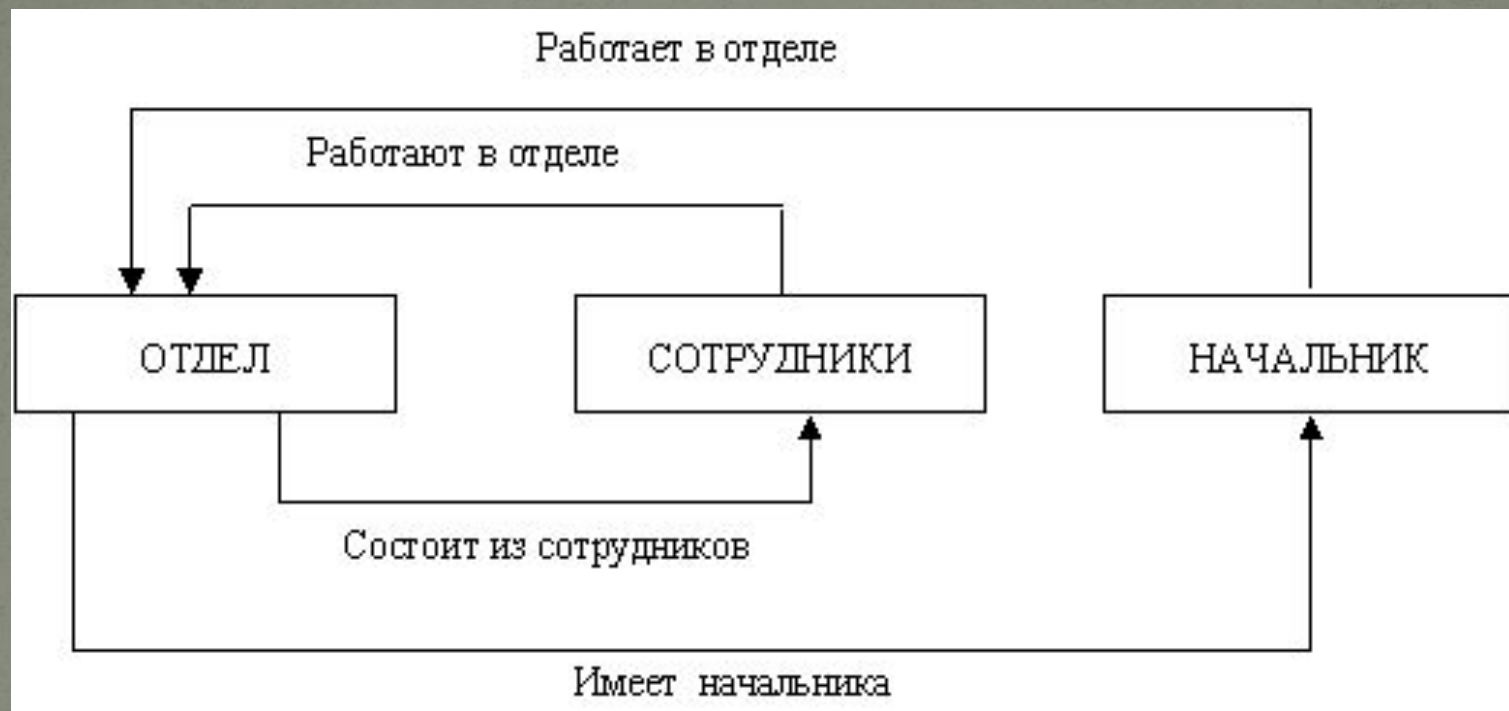 Работает в отделе
Работают в отделе
ОТДЕЛ
СОТРУДНИКИ
НАЧАЛЬНИК
Состоит из сотрудников
Имеет начальника